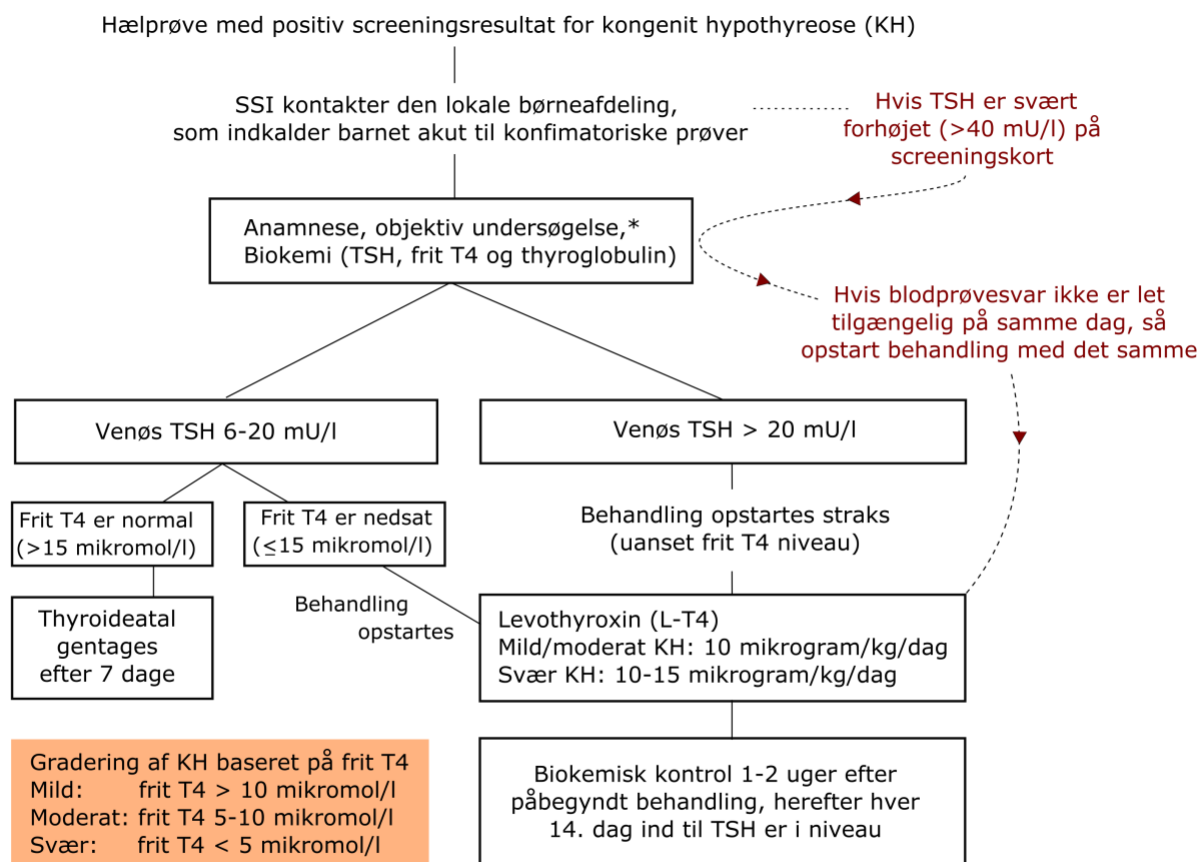 Hælprøve med positiv screeningsresultat for kongenit hypothyreose (KH)
SSI kontakter den lokale børneafdeling,
som indkalder barnet akut til konfimatoriske prøver
Hvis TSH er svært
forhøjet (>40 mU/l) på
screeningskort
Anamnese, objektiv undersøgelse,*
Biokemi (TSH, frit T4 og thyroglobulin)
Hvis blodprøvesvar ikke er let
tilgængelig på samme dag, så
opstart behandling med det samme
Venøs TSH 6-20 mU/l
Venøs TSH > 20 mU/l
Frit T4 er normal
(>15 mikromol/l)
Frit T4 er nedsat
(≤15 mikromol/l)
Behandling opstartes straks
(uanset frit T4 niveau)
Thyroideatal
gentages
efter 7 dage
Behandling
opstartes
Levothyroxin (L-T4)
Mild/moderat KH: 10 mikrogram/kg/dag
Svær KH: 10-15 mikrogram/kg/dag
Gradering af KH baseret på frit T4
Mild: frit T4 > 10 mikromol/l
Moderat: frit T4 5-10 mikromol/l
Svær: frit T4 < 5 mikromol/l
Biokemisk kontrol 1-2 uger efter
påbegyndt behandling, herefter hver
14. dag ind til TSH er i niveau